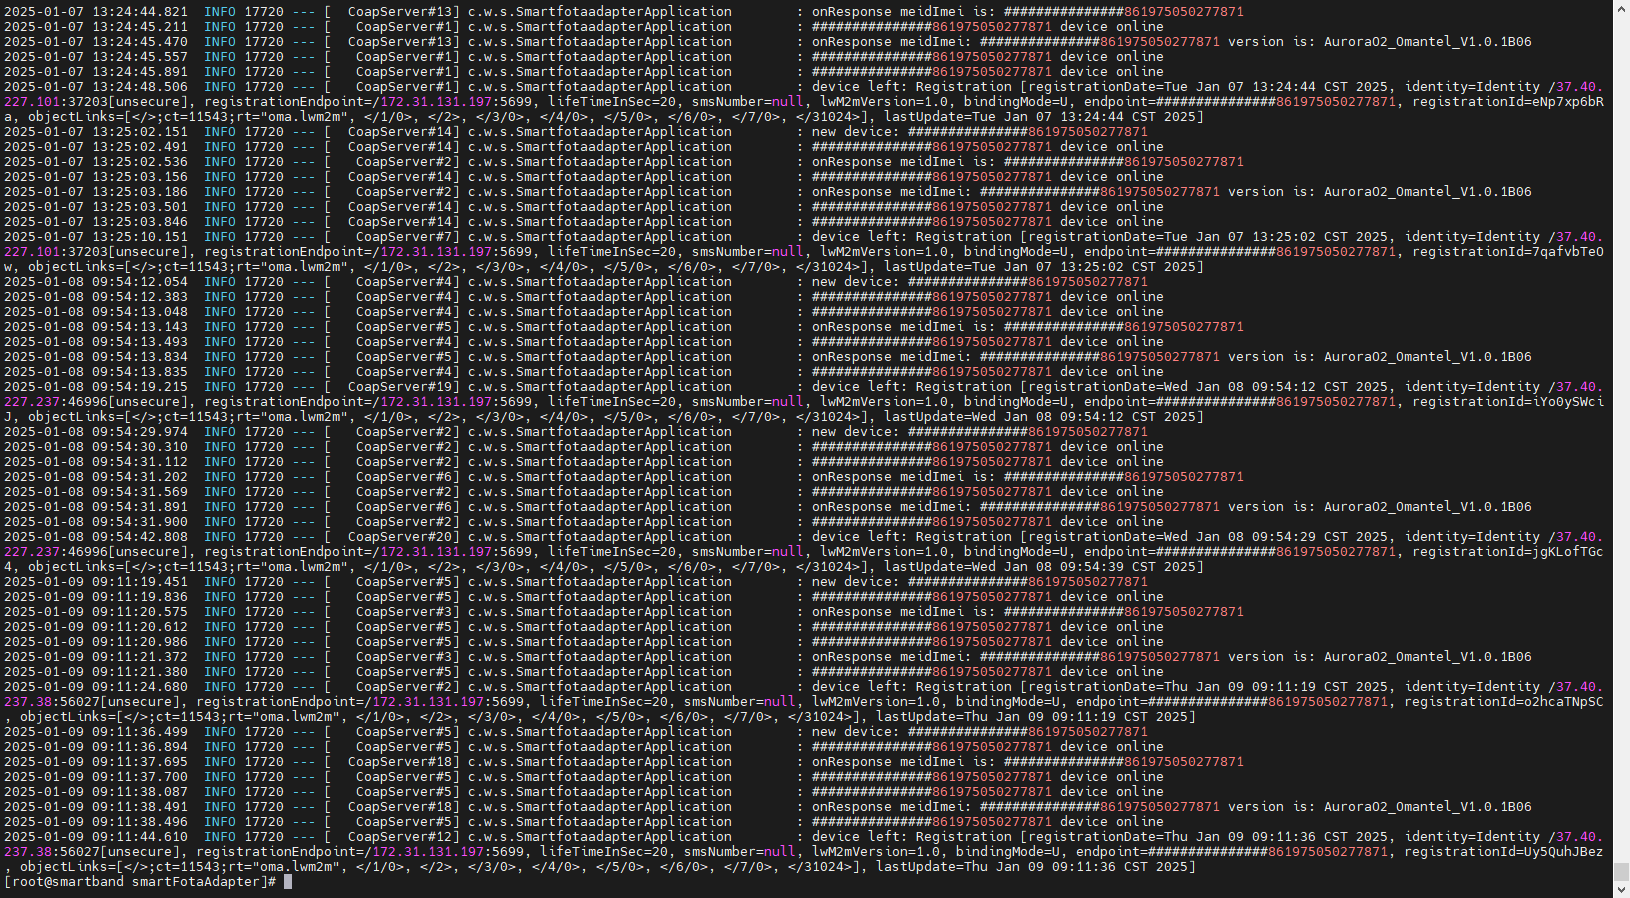 2025-01-07 13:24:44.821  INFO 17720 --- [  CoapServer#13] c.w.s.SmartfotaadapterApplication        : onResponse meidImei is: ###############861975050277871
2025-01-07 13:24:45.211  INFO 17720 --- [   CoapServer#1] c.w.s.SmartfotaadapterApplication        : ###############861975050277871 device online
2025-01-07 13:24:45.470  INFO 17720 --- [  CoapServer#13] c.w.s.SmartfotaadapterApplication        : onResponse meidImei: ###############861975050277871 version is: Aurora02_Omantel_V1.0.1B06
2025-01-07 13:24:45.557  INFO 17720 --- [   CoapServer#1] c.w.s.SmartfotaadapterApplication        : ###############861975050277871 device online
2025-01-07 13:24:45.891  INFO 17720 --- [   CoapServer#1] c.w.s.SmartfotaadapterApplication        : ###############861975050277871 device online
2025-01-07 13:24:48.506  INFO 17720 --- [   CoapServer#1] c.w.s.SmartfotaadapterApplication        : device left: Registration [registrationDate=Tue Jan 07 13:24:44 CST 2025, identity=Identity /37.40.
227.101:37203[unsecure], registrationEndpoint=/172.31.131.197:5699, lifeTimeInSec=20, smsNumber=null, lwM2mVersion=1.0, bindingMode=U, endpoint=###############861975050277871, registrationId=eNp7xp6bR
a, objectLinks=[</>;ct=11543;rt="oma.lwm2m", </1/0>, </2>, </3/0>, </4/0>, </5/0>, </6/0>, </7/0>, </31024>], lastUpdate=Tue Jan 07 13:24:44 CST 2025]
2025-01-07 13:25:02.151  INFO 17720 --- [  CoapServer#14] c.w.s.SmartfotaadapterApplication        : new device: ###############861975050277871
2025-01-07 13:25:02.491  INFO 17720 --- [  CoapServer#14] c.w.s.SmartfotaadapterApplication        : ###############861975050277871 device online
2025-01-07 13:25:02.536  INFO 17720 --- [   CoapServer#2] c.w.s.SmartfotaadapterApplication        : onResponse meidImei is: ###############861975050277871
2025-01-07 13:25:03.156  INFO 17720 --- [  CoapServer#14] c.w.s.SmartfotaadapterApplication        : ###############861975050277871 device online
2025-01-07 13:25:03.186  INFO 17720 --- [   CoapServer#2] c.w.s.SmartfotaadapterApplication        : onResponse meidImei: ###############861975050277871 version is: Aurora02_Omantel_V1.0.1B06
2025-01-07 13:25:03.501  INFO 17720 --- [  CoapServer#14] c.w.s.SmartfotaadapterApplication        : ###############861975050277871 device online
2025-01-07 13:25:03.846  INFO 17720 --- [  CoapServer#14] c.w.s.SmartfotaadapterApplication        : ###############861975050277871 device online
2025-01-07 13:25:10.151  INFO 17720 --- [   CoapServer#7] c.w.s.SmartfotaadapterApplication        : device left: Registration [registrationDate=Tue Jan 07 13:25:02 CST 2025, identity=Identity /37.40.
227.101:37203[unsecure], registrationEndpoint=/172.31.131.197:5699, lifeTimeInSec=20, smsNumber=null, lwM2mVersion=1.0, bindingMode=U, endpoint=###############861975050277871, registrationId=7qafvbTeO
w, objectLinks=[</>;ct=11543;rt="oma.lwm2m", </1/0>, </2>, </3/0>, </4/0>, </5/0>, </6/0>, </7/0>, </31024>], lastUpdate=Tue Jan 07 13:25:02 CST 2025]
2025-01-08 09:54:12.054  INFO 17720 --- [   CoapServer#4] c.w.s.SmartfotaadapterApplication        : new device: ###############861975050277871
2025-01-08 09:54:12.383  INFO 17720 --- [   CoapServer#4] c.w.s.SmartfotaadapterApplication        : ###############861975050277871 device online
2025-01-08 09:54:13.048  INFO 17720 --- [   CoapServer#4] c.w.s.SmartfotaadapterApplication        : ###############861975050277871 device online
2025-01-08 09:54:13.143  INFO 17720 --- [   CoapServer#5] c.w.s.SmartfotaadapterApplication        : onResponse meidImei is: ###############861975050277871
2025-01-08 09:54:13.493  INFO 17720 --- [   CoapServer#4] c.w.s.SmartfotaadapterApplication        : ###############861975050277871 device online
2025-01-08 09:54:13.834  INFO 17720 --- [   CoapServer#5] c.w.s.SmartfotaadapterApplication        : onResponse meidImei: ###############861975050277871 version is: Aurora02_Omantel_V1.0.1B06
2025-01-08 09:54:13.835  INFO 17720 --- [   CoapServer#4] c.w.s.SmartfotaadapterApplication        : ###############861975050277871 device online
2025-01-08 09:54:19.215  INFO 17720 --- [  CoapServer#19] c.w.s.SmartfotaadapterApplication        : device left: Registration [registrationDate=Wed Jan 08 09:54:12 CST 2025, identity=Identity /37.40.
227.237:46996[unsecure], registrationEndpoint=/172.31.131.197:5699, lifeTimeInSec=20, smsNumber=null, lwM2mVersion=1.0, bindingMode=U, endpoint=###############861975050277871, registrationId=iYo0ySWci
J, objectLinks=[</>;ct=11543;rt="oma.lwm2m", </1/0>, </2>, </3/0>, </4/0>, </5/0>, </6/0>, </7/0>, </31024>], lastUpdate=Wed Jan 08 09:54:12 CST 2025]
2025-01-08 09:54:29.974  INFO 17720 --- [   CoapServer#2] c.w.s.SmartfotaadapterApplication        : new device: ###############861975050277871
2025-01-08 09:54:30.310  INFO 17720 --- [   CoapServer#2] c.w.s.SmartfotaadapterApplication        : ###############861975050277871 device online
2025-01-08 09:54:31.112  INFO 17720 --- [   CoapServer#2] c.w.s.SmartfotaadapterApplication        : ###############861975050277871 device online
2025-01-08 09:54:31.202  INFO 17720 --- [   CoapServer#6] c.w.s.SmartfotaadapterApplication        : onResponse meidImei is: ###############861975050277871
2025-01-08 09:54:31.569  INFO 17720 --- [   CoapServer#2] c.w.s.SmartfotaadapterApplication        : ###############861975050277871 device online
2025-01-08 09:54:31.891  INFO 17720 --- [   CoapServer#6] c.w.s.SmartfotaadapterApplication        : onResponse meidImei: ###############861975050277871 version is: Aurora02_Omantel_V1.0.1B06
2025-01-08 09:54:31.900  INFO 17720 --- [   CoapServer#2] c.w.s.SmartfotaadapterApplication        : ###############861975050277871 device online
2025-01-08 09:54:42.808  INFO 17720 --- [  CoapServer#20] c.w.s.SmartfotaadapterApplication        : device left: Registration [registrationDate=Wed Jan 08 09:54:29 CST 2025, identity=Identity /37.40.
227.237:46996[unsecure], registrationEndpoint=/172.31.131.197:5699, lifeTimeInSec=20, smsNumber=null, lwM2mVersion=1.0, bindingMode=U, endpoint=###############861975050277871, registrationId=jgKLofTGc
4, objectLinks=[</>;ct=11543;rt="oma.lwm2m", </1/0>, </2>, </3/0>, </4/0>, </5/0>, </6/0>, </7/0>, </31024>], lastUpdate=Wed Jan 08 09:54:39 CST 2025]
2025-01-09 09:11:19.451  INFO 17720 --- [   CoapServer#5] c.w.s.SmartfotaadapterApplication        : new device: ###############861975050277871
2025-01-09 09:11:19.836  INFO 17720 --- [   CoapServer#5] c.w.s.SmartfotaadapterApplication        : ###############861975050277871 device online
2025-01-09 09:11:20.575  INFO 17720 --- [   CoapServer#3] c.w.s.SmartfotaadapterApplication        : onResponse meidImei is: ###############861975050277871
2025-01-09 09:11:20.612  INFO 17720 --- [   CoapServer#5] c.w.s.SmartfotaadapterApplication        : ###############861975050277871 device online
2025-01-09 09:11:20.986  INFO 17720 --- [   CoapServer#5] c.w.s.SmartfotaadapterApplication        : ###############861975050277871 device online
2025-01-09 09:11:21.372  INFO 17720 --- [   CoapServer#3] c.w.s.SmartfotaadapterApplication        : onResponse meidImei: ###############861975050277871 version is: Aurora02_Omantel_V1.0.1B06
2025-01-09 09:11:21.380  INFO 17720 --- [   CoapServer#5] c.w.s.SmartfotaadapterApplication        : ###############861975050277871 device online
2025-01-09 09:11:24.680  INFO 17720 --- [   CoapServer#2] c.w.s.SmartfotaadapterApplication        : device left: Registration [registrationDate=Thu Jan 09 09:11:19 CST 2025, identity=Identity /37.40.
237.38:56027[unsecure], registrationEndpoint=/172.31.131.197:5699, lifeTimeInSec=20, smsNumber=null, lwM2mVersion=1.0, bindingMode=U, endpoint=###############861975050277871, registrationId=o2hcaTNpSC
, objectLinks=[</>;ct=11543;rt="oma.lwm2m", </1/0>, </2>, </3/0>, </4/0>, </5/0>, </6/0>, </7/0>, </31024>], lastUpdate=Thu Jan 09 09:11:19 CST 2025]
2025-01-09 09:11:36.499  INFO 17720 --- [   CoapServer#5] c.w.s.SmartfotaadapterApplication        : new device: ###############861975050277871
2025-01-09 09:11:36.894  INFO 17720 --- [   CoapServer#5] c.w.s.SmartfotaadapterApplication        : ###############861975050277871 device online
2025-01-09 09:11:37.695  INFO 17720 --- [  CoapServer#18] c.w.s.SmartfotaadapterApplication        : onResponse meidImei is: ###############861975050277871
2025-01-09 09:11:37.700  INFO 17720 --- [   CoapServer#5] c.w.s.SmartfotaadapterApplication        : ###############861975050277871 device online
2025-01-09 09:11:38.087  INFO 17720 --- [   CoapServer#5] c.w.s.SmartfotaadapterApplication        : ###############861975050277871 device online
2025-01-09 09:11:38.491  INFO 17720 --- [  CoapServer#18] c.w.s.SmartfotaadapterApplication        : onResponse meidImei: ###############861975050277871 version is: Aurora02_Omantel_V1.0.1B06
2025-01-09 09:11:38.496  INFO 17720 --- [   CoapServer#5] c.w.s.SmartfotaadapterApplication        : ###############861975050277871 device online
2025-01-09 09:11:44.610  INFO 17720 --- [  CoapServer#12] c.w.s.SmartfotaadapterApplication        : device left: Registration [registrationDate=Thu Jan 09 09:11:36 CST 2025, identity=Identity /37.40.
237.38:56027[unsecure], registrationEndpoint=/172.31.131.197:5699, lifeTimeInSec=20, smsNumber=null, lwM2mVersion=1.0, bindingMode=U, endpoint=###############861975050277871, registrationId=Uy5QuhJBez
, objectLinks=[</>;ct=11543;rt="oma.lwm2m", </1/0>, </2>, </3/0>, </4/0>, </5/0>, </6/0>, </7/0>, </31024>], lastUpdate=Thu Jan 09 09:11:36 CST 2025]
[root@smartband smartFotaAdapter]#